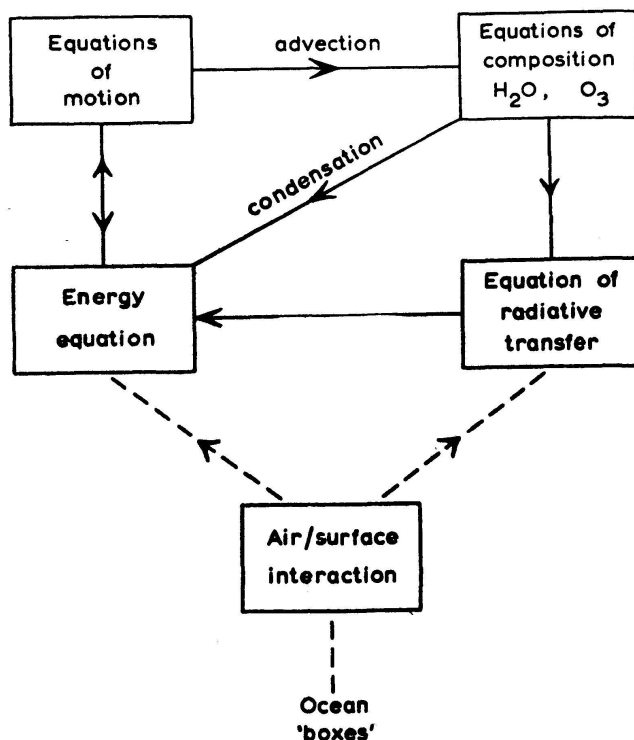 Equations
of
motion
advection
Equations of
composition
H₂O, O₃
condensation
Energy
equation
Equation of
radiative
transfer
Air/surface
interaction
Ocean
'boxes'